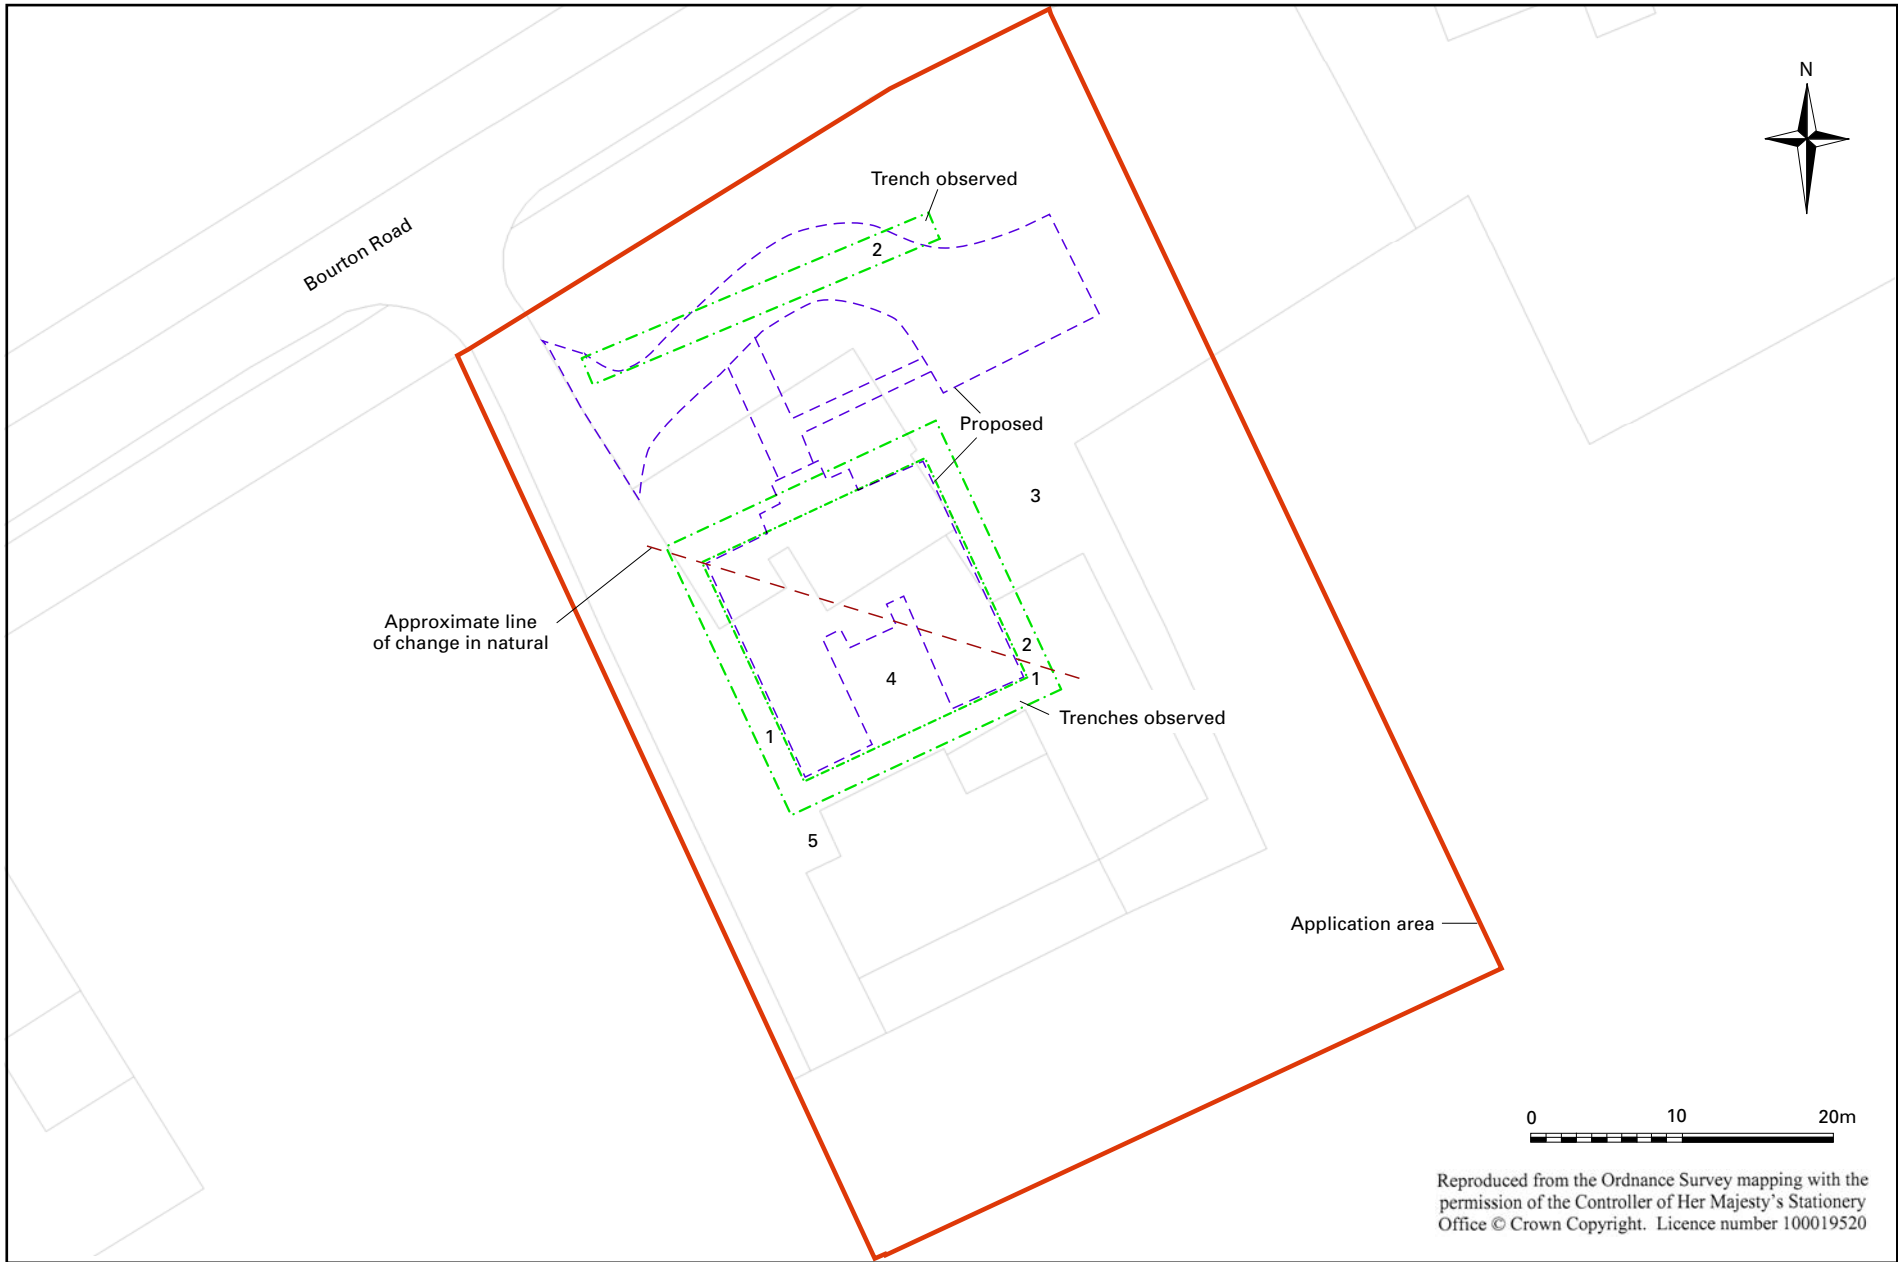 N
Trench observed
Bourton Road
2
Proposed
3
Approximate line
of change in natural
2
4
1
Trenches observed
1
5
Application area
0 10 20m
Reproduced from the Ordnance Survey mapping with the
permission of the Controller of Her Majesty's Stationery
Office © Crown Copyright. Licence number 100019520